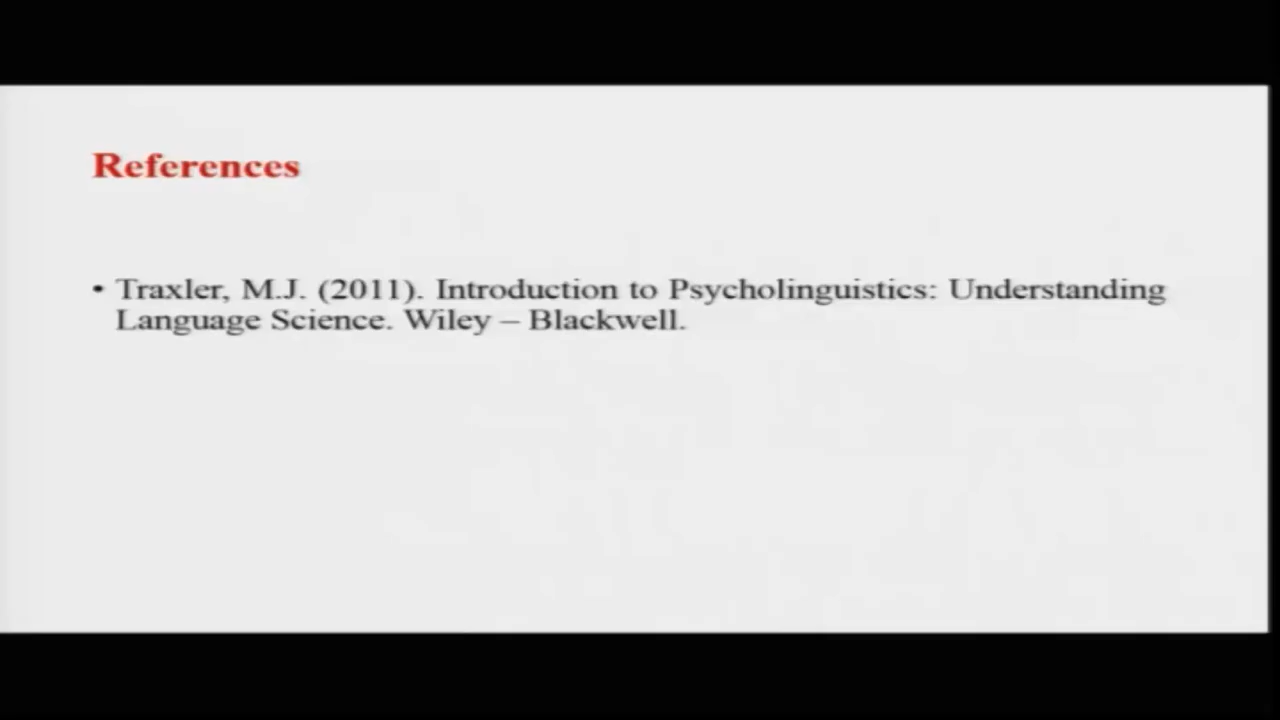 References
• Traxler, M.J. (2011). Introduction to Psycholinguistics: Understanding
Language Science. Wiley – Blackwell.